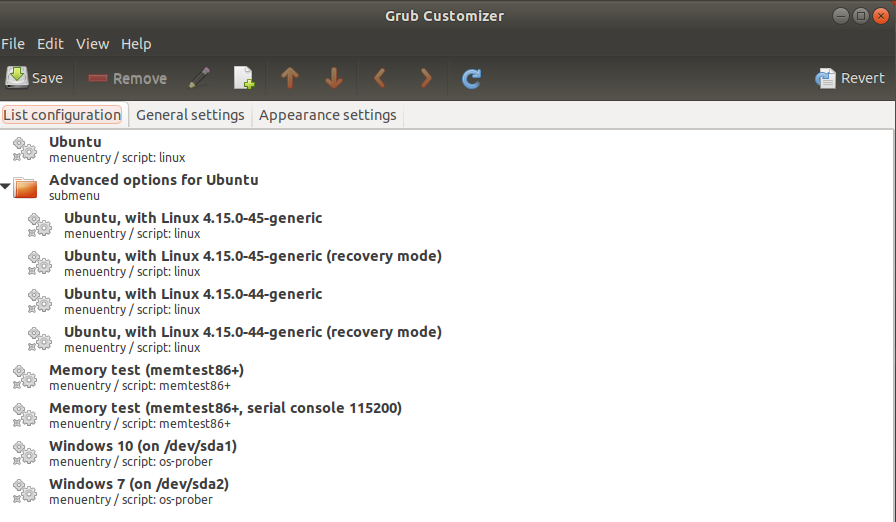 Grub Customizer
File Edit View Help
Save Remove Revert
List configuration General settings Appearance settings
Ubuntu
menuentry / script: linux
Advanced options for Ubuntu
submenu
Ubuntu, with Linux 4.15.0-45-generic
menuentry / script: linux
Ubuntu, with Linux 4.15.0-45-generic (recovery mode)
menuentry / script: linux
Ubuntu, with Linux 4.15.0-44-generic
menuentry / script: linux
Ubuntu, with Linux 4.15.0-44-generic (recovery mode)
menuentry / script: linux
Memory test (memtest86+)
menuentry / script: memtest86+
Memory test (memtest86+, serial console 115200)
menuentry / script: memtest86+
Windows 10 (on /dev/sda1)
menuentry / script: os-prober
Windows 7 (on /dev/sda2)
menuentry / script: os-prober